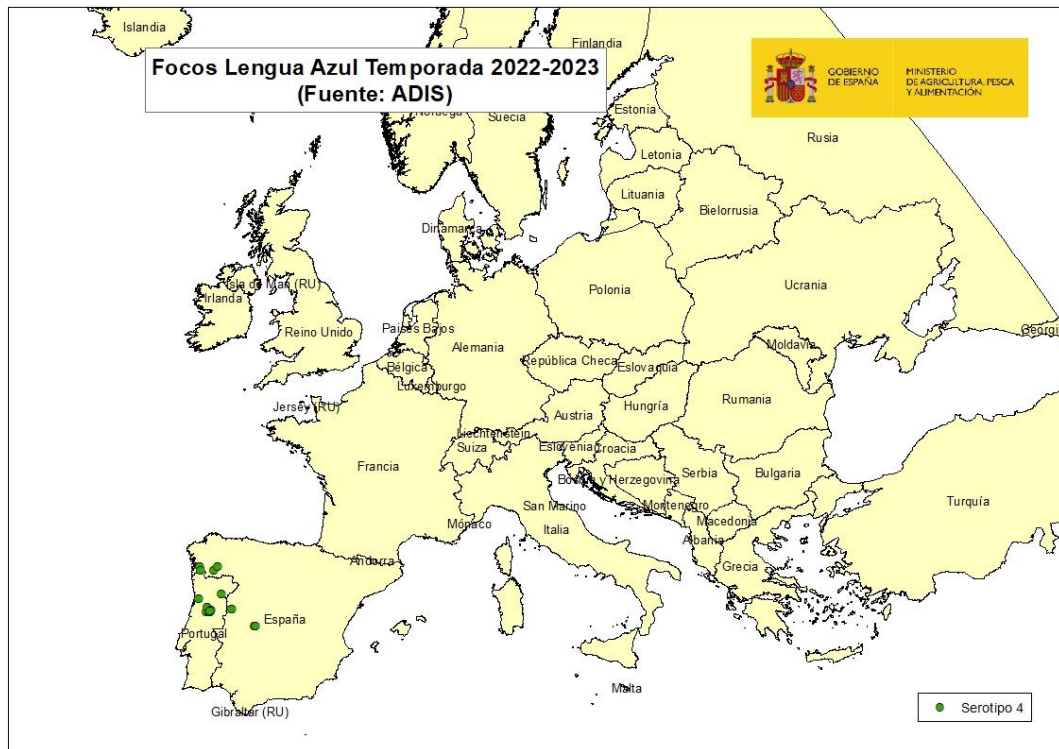 Islandia
Finlandia
Focos Lengua Azul Temporada 2022-2023
(Fuente: ADIS)
GOBIERNO
DE ESPAÑA
MINISTERIO
DE AGRICULTURA, PESCA
Y ALIMENTACIÓN
Noruega
Suecia
Estonia
Rusia
Letonia
Lituania
Bielorrusia
Dinamarca
Isla de Man (RU)
Irlanda
Polonia
Ucrania
Reino Unido
Países Bajos
Alemania
Georgi
Moldavia
Bélgica
República Checa
Eslovaquia
Luxemburgo
Jersey (RU)
Austria
Hungría
Rumania
Liechtenstein
Suiza
Eslovenia
Croacia
Francia
Bosnia y Herzegovina
Serbia
Bulgaria
San Marino
Montenegro
Turquía
Mónaco
Italia
Macedonia
Albania
Andorra
Grecia
España
Portugal
Malta
Gibraltar (RU)
Serotipo 4